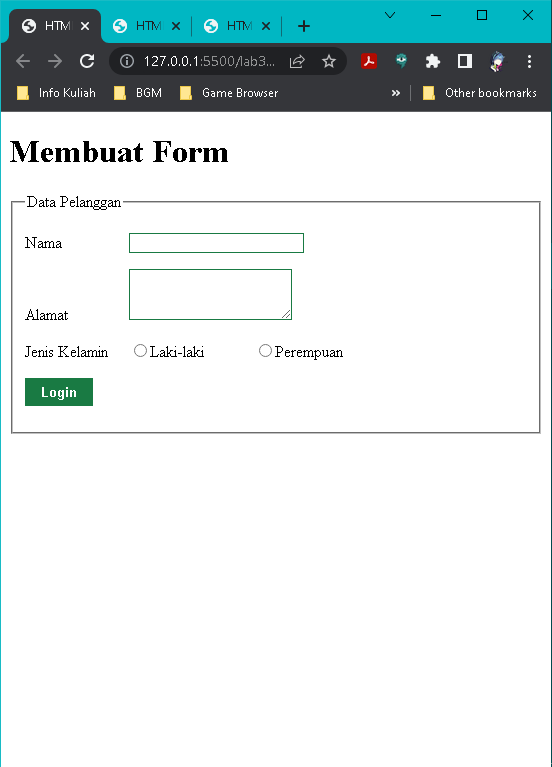 HTM
HTM
HTM
127.0.0.1:5500/lab3...
Info Kuliah
BGM
Game Browser
»
Other bookmarks
Membuat Form
Data Pelanggan
Nama
Alamat
Jenis Kelamin Laki-laki Perempuan
Login